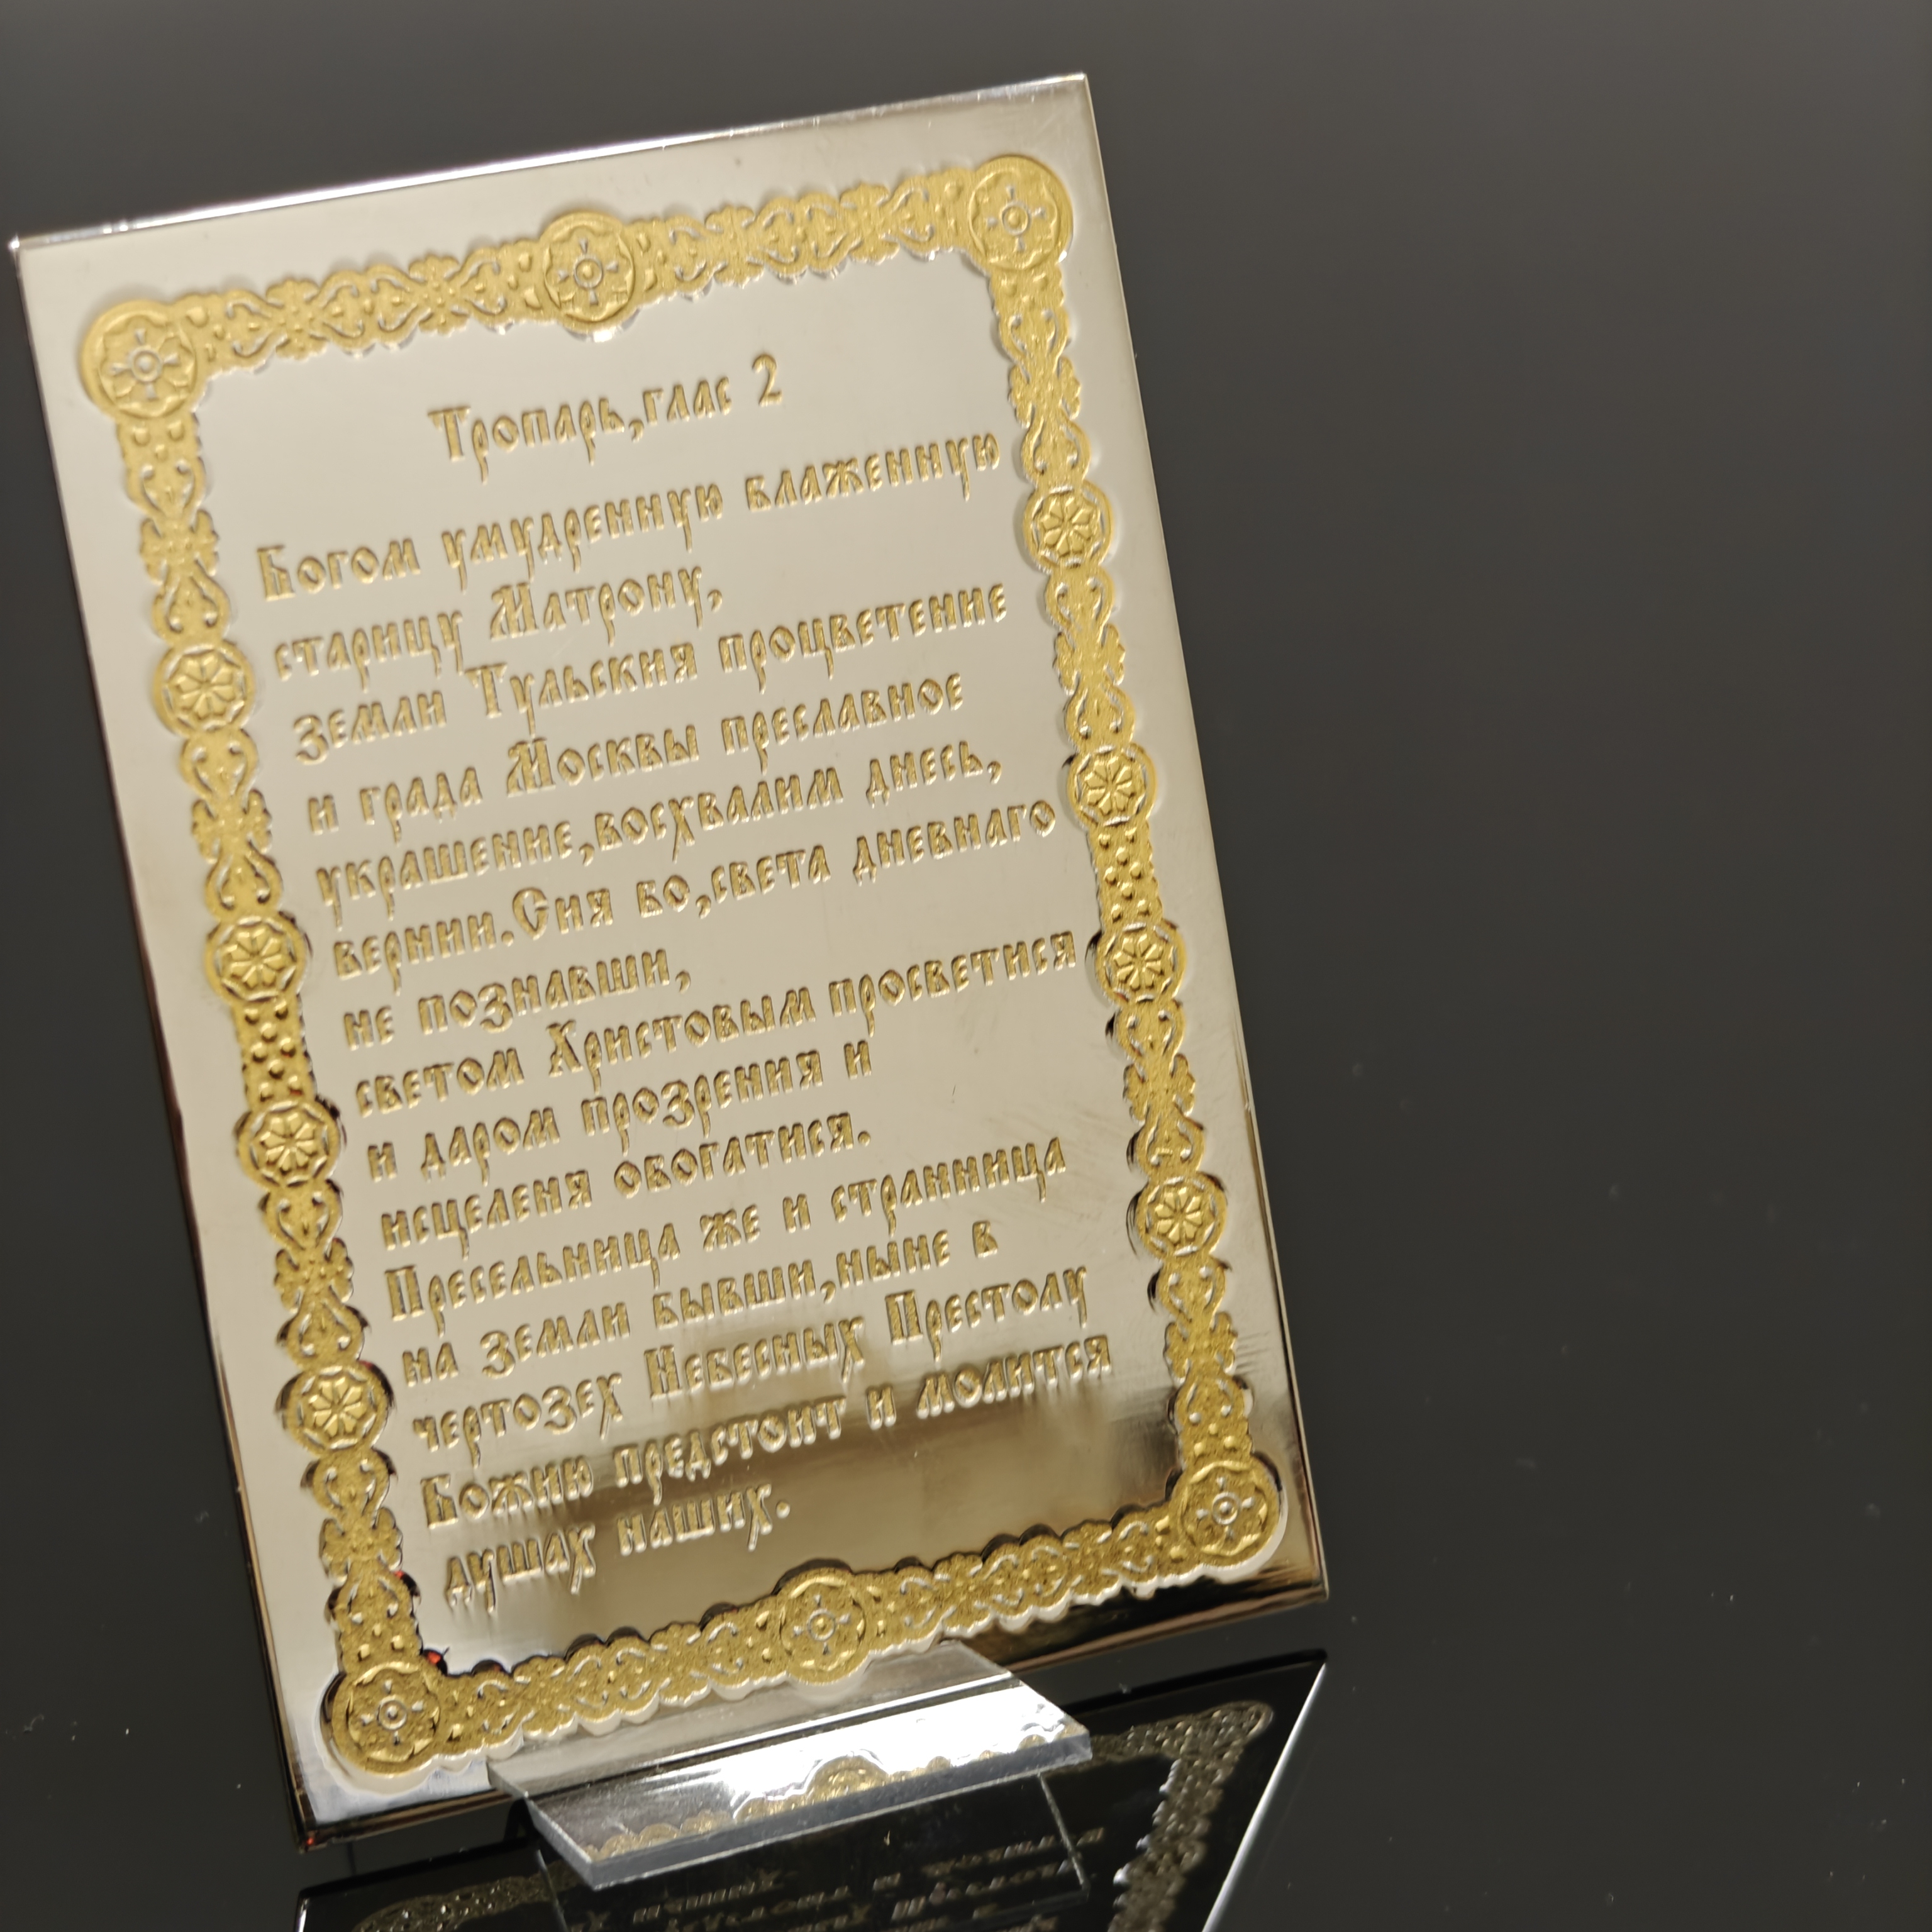 Тропарь,глас 2
Богом умудренную блаженную
старицу Матрону,
земли Тульския процветение
и града Москвы преславное
украшение,восхвалим днесь,
вернии.Сия бо,света дневнаго
не познавши,
светом Христовым просветися
и даром прозрения и
исцеленя обогатися.
Пресельница же и странница
на земли бывши,ныне в
чертозех Небесных Престолу
Божию предстоит и молится
душах наших.